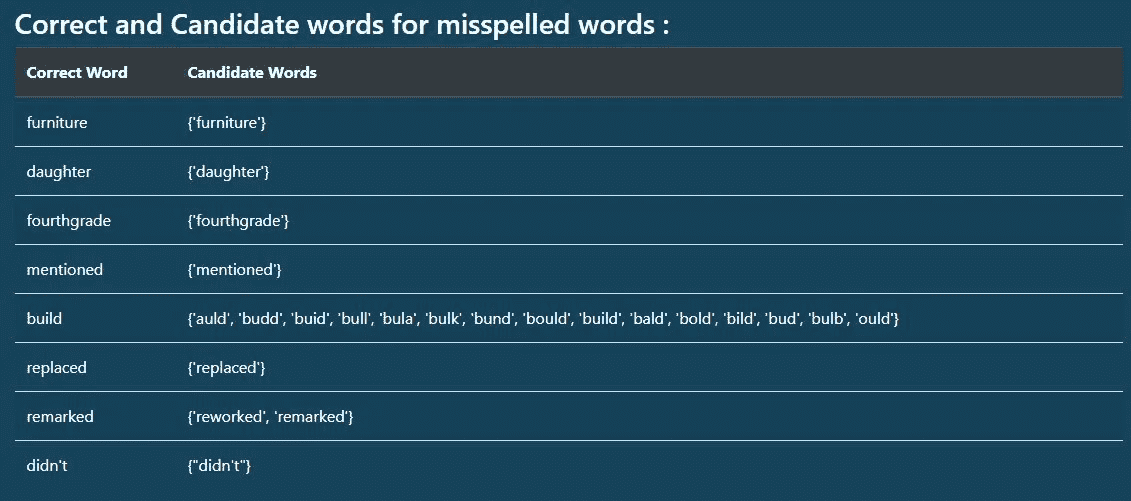 Correct and Candidate words for misspelled words :
Correct Word Candidate Words
furniture {'furniture'}
daughter {'daughter'}
fourthgrade {'fourthgrade'}
mentioned {'mentioned'}
build {'auld', 'budd', 'buid', 'bull', 'bula', 'bulk', 'bund', 'bould', 'build', 'bald', 'bold', 'bild', 'bud', 'bulb', 'ould'}
replaced {'replaced'}
remarked {'reworked', 'remarked'}
didn't {"didn't"}